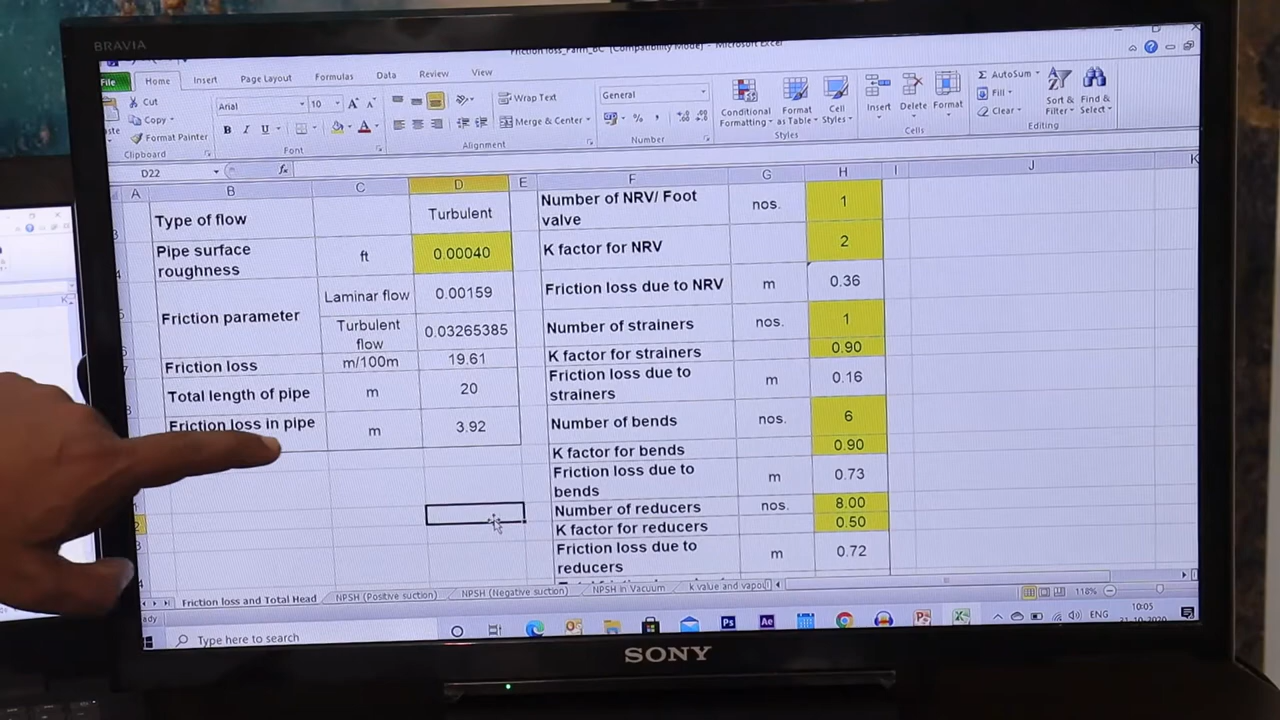 BRAVIA
Friction loss_Farm_6C [Compatibility Mode] - Microsoft Excel
File Home Insert Page Layout Formulas Data Review View
Cut
Copy
Format Painter
Clipboard
Arial 10
B I U
Font
Wrap Text
Merge & Center
Alignment
General
Number
Conditional Formatting
Format as Table
Cell Styles
Styles
Insert Delete Format
Cells
AutoSum
Fill
Clear
Sort & Filter
Find & Select
Editing
D22 fx
A B C D E F G H I J K
Type of flow Turbulent
Pipe surface roughness ft 0.00040
Friction parameter Laminar flow 0.00159
Turbulent flow 0.03265385
Friction loss m/100m 19.61
Total length of pipe m 20
Friction loss in pipe m 3.92
Number of NRV/ Foot valve nos. 1
K factor for NRV 2
Friction loss due to NRV m 0.36
Number of strainers nos. 1
K factor for strainers 0.90
Friction loss due to strainers m 0.16
Number of bends nos. 6
K factor for bends 0.90
Friction loss due to bends m 0.73
Number of reducers nos. 8.00
K factor for reducers 0.50
Friction loss due to reducers m 0.72
Friction loss and Total Head NPSH (Positive suction) NPSH (Negative suction) NPSH in Vacuum k value and vapou
118%
Type here to search
ENG
10:05
21-10-2020
SONY